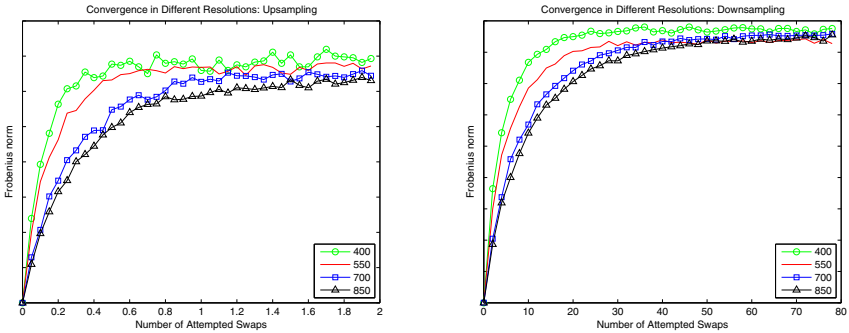 Convergence in Different Resolutions: Upsampling
Frobenius norm
400
550
700
850
0 0.2 0.4 0.6 0.8 1 1.2 1.4 1.6 1.8 2
Number of Attempted Swaps
Convergence in Different Resolutions: Downsampling
Frobenius norm
400
550
700
850
0 10 20 30 40 50 60 70 80
Number of Attempted Swaps